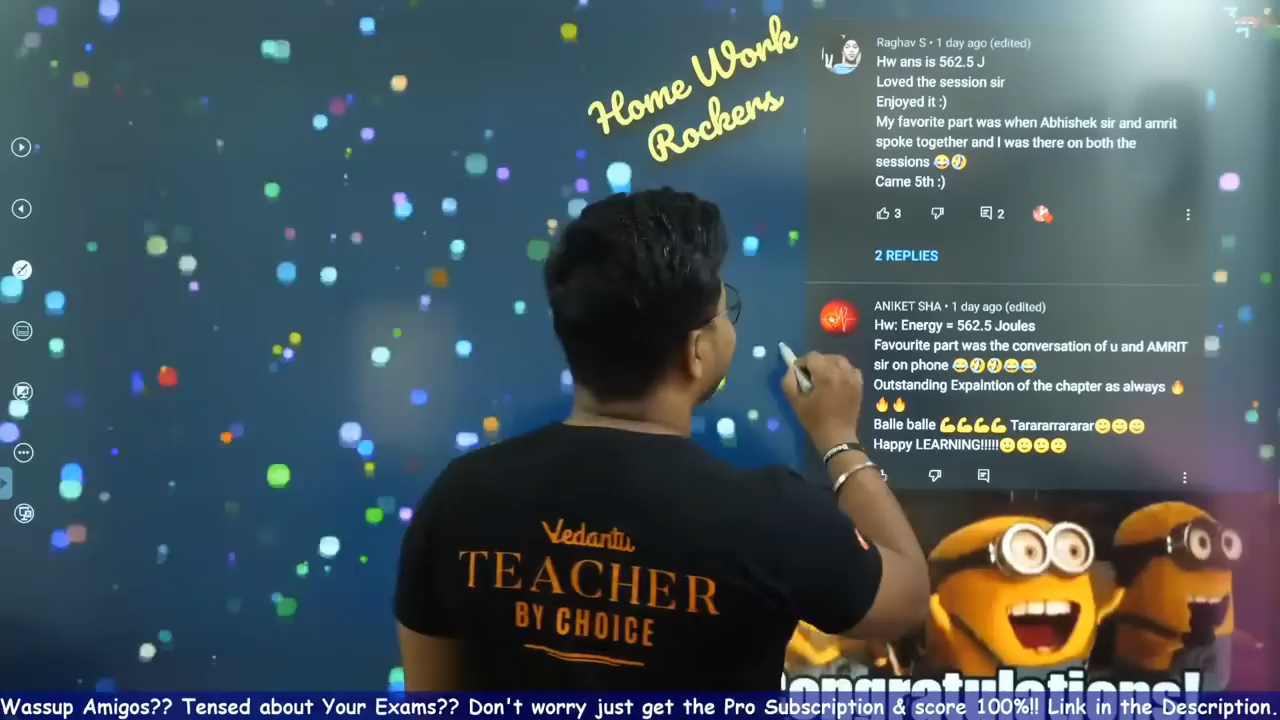 Home Work
Rockers
Raghav S • 1 day ago (edited)
Hw ans is 562.5 J
Loved the session sir
Enjoyed it :)
My favorite part was when Abhishek sir and amrit
spoke together and I was there on both the
sessions 😂🤣
Came 5th :)
3
2
2 REPLIES
ANIKET SHA • 1 day ago (edited)
Hw: Energy = 562.5 Joules
Favourite part was the conversation of u and AMRIT
sir on phone 😂🤣🤣😂😂
Outstanding Expalntion of the chapter as always 🔥
🔥🔥
Balle balle 💪💪💪💪 Tarararrararar😊😊😊
Happy LEARNING!!!!!😊😊😊😊
Vedantu
TEACHER
BY CHOICE
ongratulations!
Wassup Amigos?? Tensed about Your Exams?? Don't worry just get the Pro Subscription & score 100%!! Link in the Description.